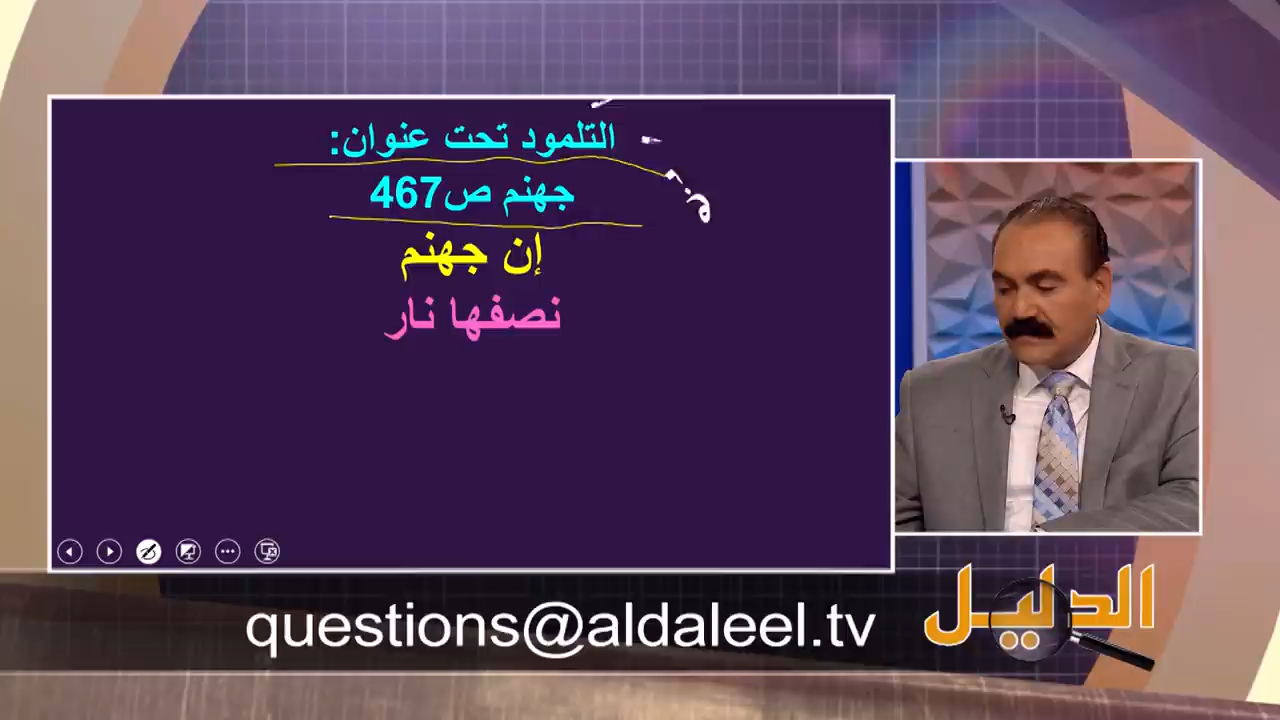 التلمود تحت عنوان:
جهنم ص467
إن جهنم
نصفها نار
questions@aldaleel.tv
الدليل